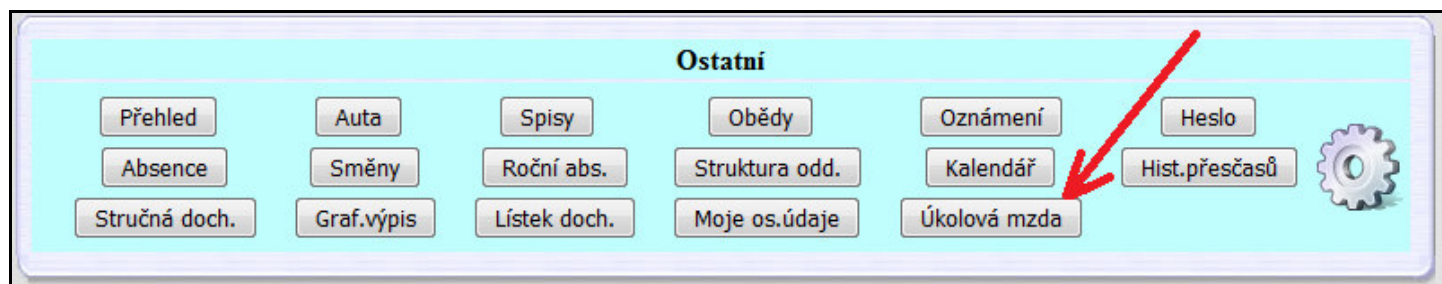 Ostatní
Přehled Auta Spisy Obědy Oznámení Heslo
Absence Směny Roční abs. Struktura odd. Kalendář Hist.přesčasů
Stručná doch. Graf.výpis Lístek doch. Moje os.údaje Úkolová mzda